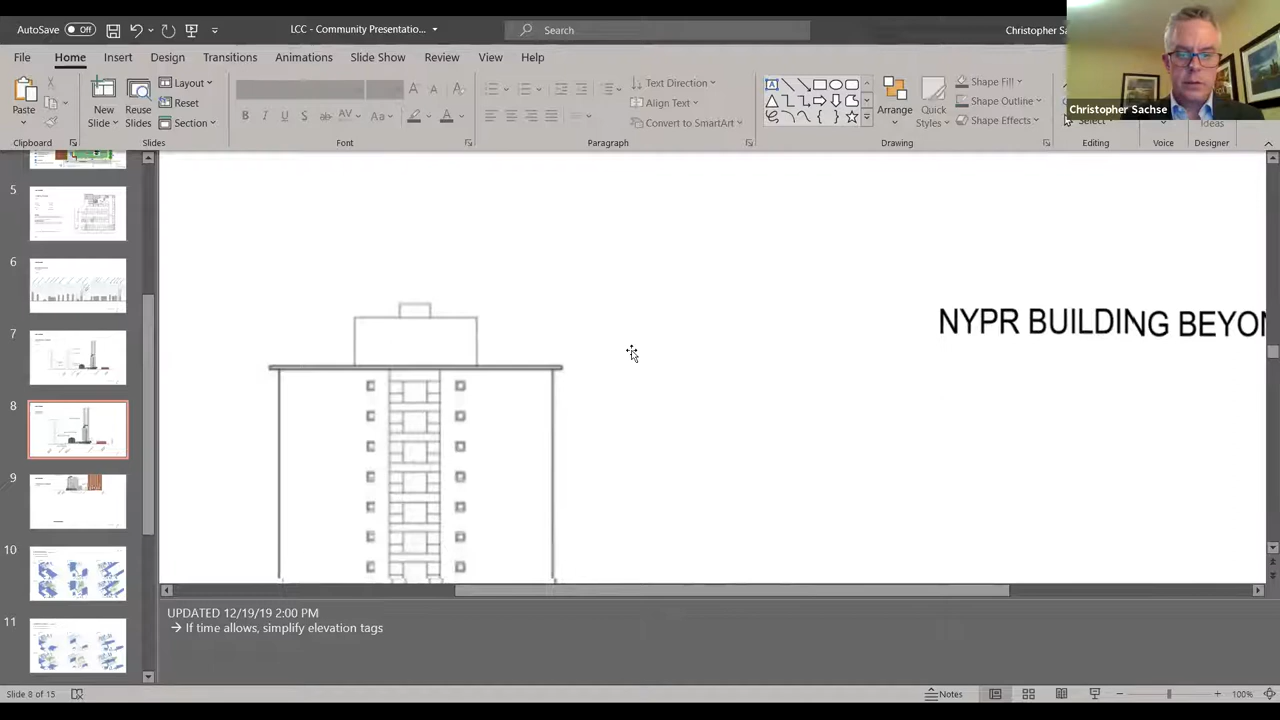 AutoSave Off
LCC - Community Presentatio...
Search
Christopher Sa
File Home Insert Design Transitions Animations Slide Show Review View Help
Paste
New Slide
Reuse Slides
Layout
Reset
Section
Text Direction
Align Text
Convert to SmartArt
Arrange
Quick Styles
Shape Fill
Shape Outline
Shape Effects
Select
Christopher Sachse
Clipboard
Slides
Font
Paragraph
Drawing
Editing
Voice
Ideas
Designer
5
6
7
8
9
10
11
NYPR BUILDING BEYON
UPDATED 12/19/19 2:00 PM
→ If time allows, simplify elevation tags
Slide 8 of 15
Notes
100%